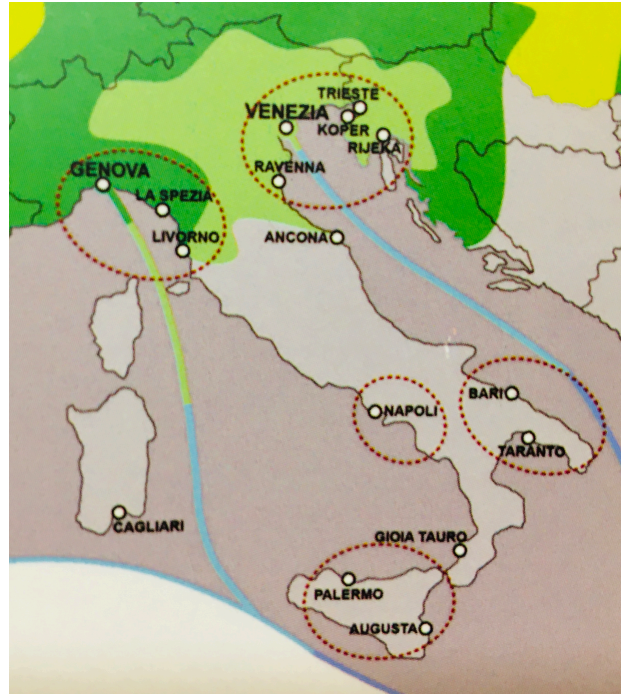 TRIESTE
VENEZIA
KOPER
RIJEKA
RAVENNA
GENOVA
LA SPEZIA
LIVORNO
ANCONA
BARI
NAPOLI
TARANTO
CAGLIARI
GIOIA TAURO
PALERMO
AUGUSTA